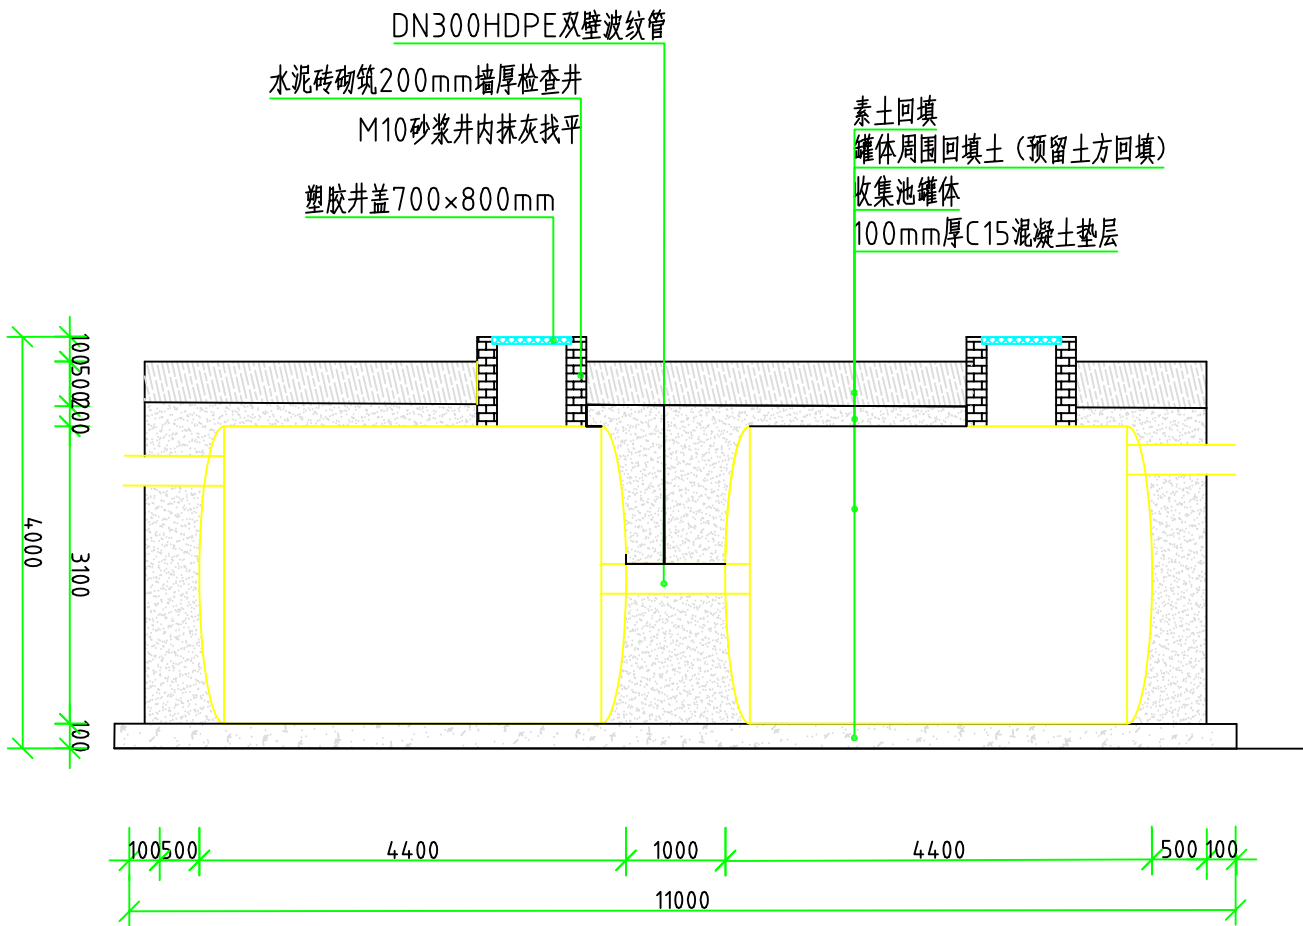 DN300HDPE双壁波纹管
水泥砖砌筑200mm墙厚检查井
M10砂浆井内抹灰找平
塑胶井盖700×800mm
素土回填
罐体周围回填土（预留土方回填）
收集池罐体
100mm厚C15混凝土垫层
100
500
200
3100
100
4000
100
500
4400
1000
4400
500
100
11000